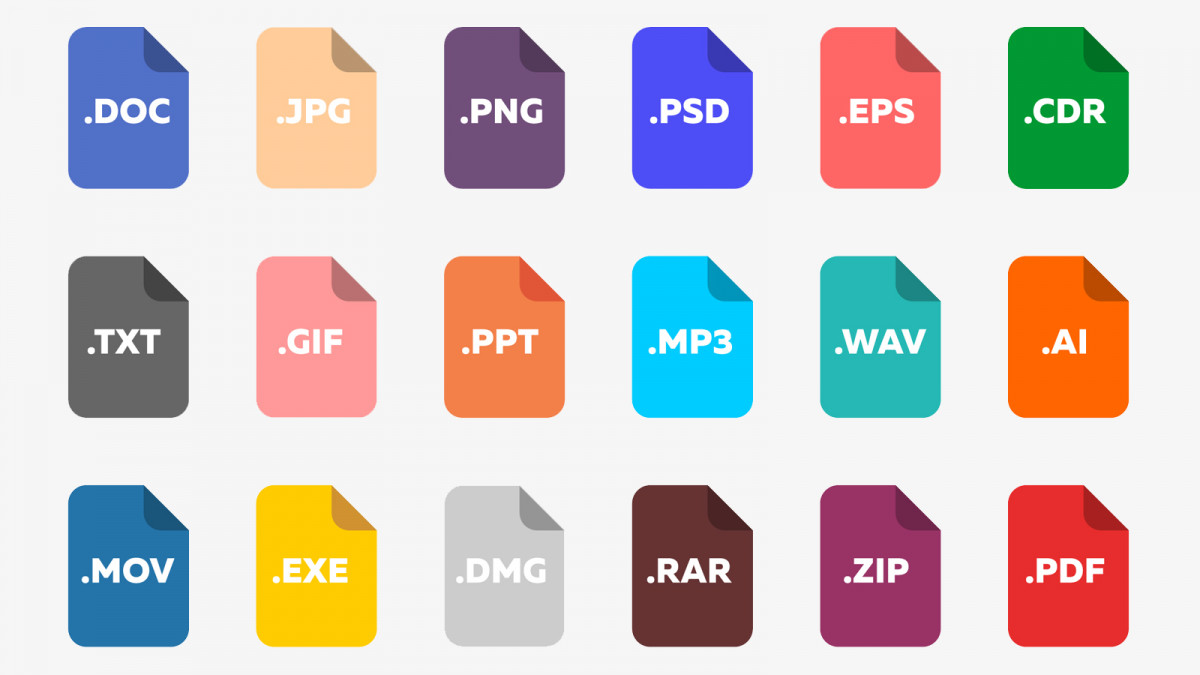 .DOC .JPG .PNG .PSD .EPS .CDR
.TXT .GIF .PPT .MP3 .WAV .AI
.MOV .EXE .DMG .RAR .ZIP .PDF